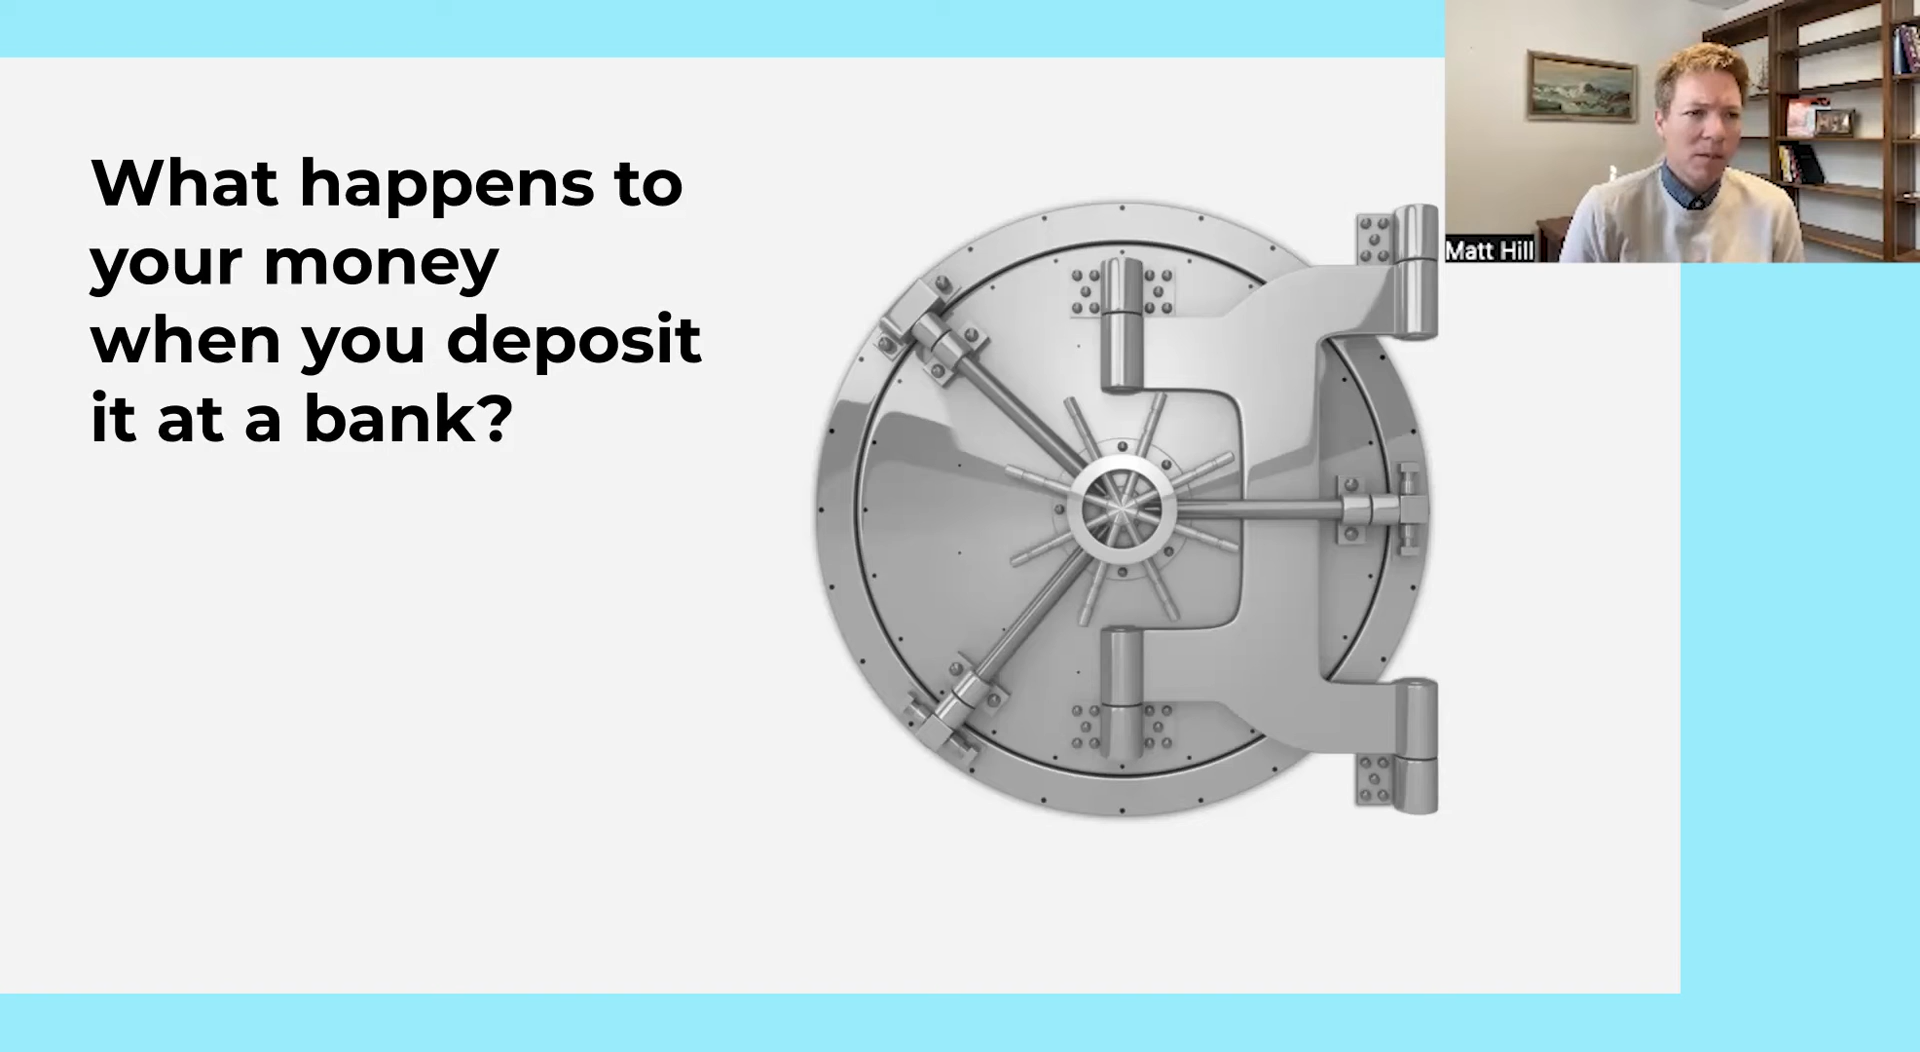 What happens to
your money
when you deposit
it at a bank?
Matt Hill